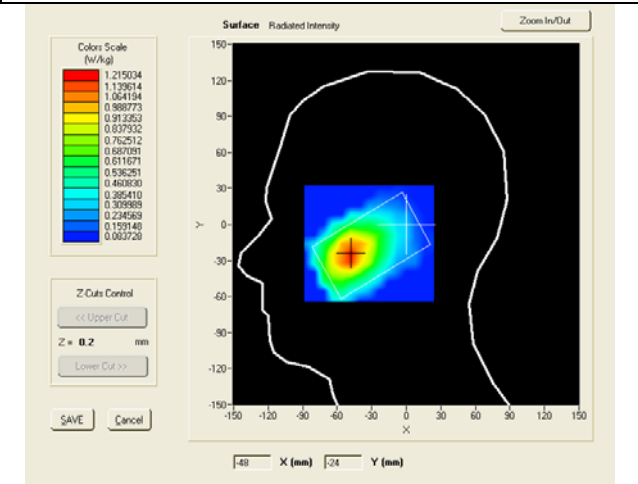 Surface Radiated Intensity
Zoom In/Out
Colors Scale
(W/kg)
1.215034
1.139614
1.064194
0.988773
0.913353
0.837932
0.762512
0.687091
0.611671
0.536251
0.460830
0.385410
0.309989
0.234569
0.159148
0.083728
150
120
90
60
30
0
-30
-60
-90
-120
-150
Y
-150 -120 -90 -60 -30 0 30 60 90 120 150
X
Z-Cuts Control
<< Upper Cut
Z = 0.2 mm
Lower Cut >>
SAVE Cancel
-48 X (mm) -24 Y (mm)